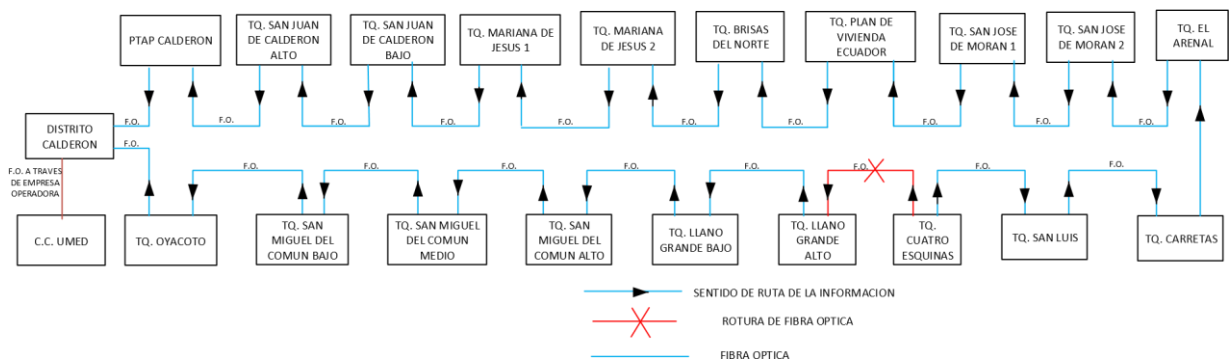 PTAP CALDERON
TQ. SAN JUAN
DE CALDERON
ALTO
TQ. SAN JUAN
DE CALDERON
BAJO
TQ. MARIANA DE
JESUS 1
TQ. MARIANA
DE JESUS 2
TQ. BRISAS
DEL NORTE
TQ. PLAN DE
VIVIENDA
ECUADOR
TQ. SAN JOSE
DE MORAN 1
TQ. SAN JOSE
DE MORAN 2
TQ. EL
ARENAL
F.O.
F.O.
F.O.
F.O.
F.O.
F.O.
F.O.
F.O.
F.O.
F.O.
DISTRITO
CALDERON
F.O.
F.O. A TRAVES
DE EMPRESA
OPERADORA
F.O.
F.O.
F.O.
F.O.
F.O.
F.O.
F.O.
F.O.
C.C. UMED
TQ. OYACOTO
TQ. SAN
MIGUEL DEL
COMUN BAJO
TQ. SAN MIGUEL
DEL COMUN
MEDIO
TQ. SAN
MIGUEL DEL
COMUN ALTO
TQ. LLANO
GRANDE BAJO
TQ. LLANO
GRANDE
ALTO
TQ.
CUATRO
ESQUINAS
TQ. SAN LUIS
TQ. CARRETAS
SENTIDO DE RUTA DE LA INFORMACION
ROTURA DE FIBRA OPTICA
FIBRA OPTICA